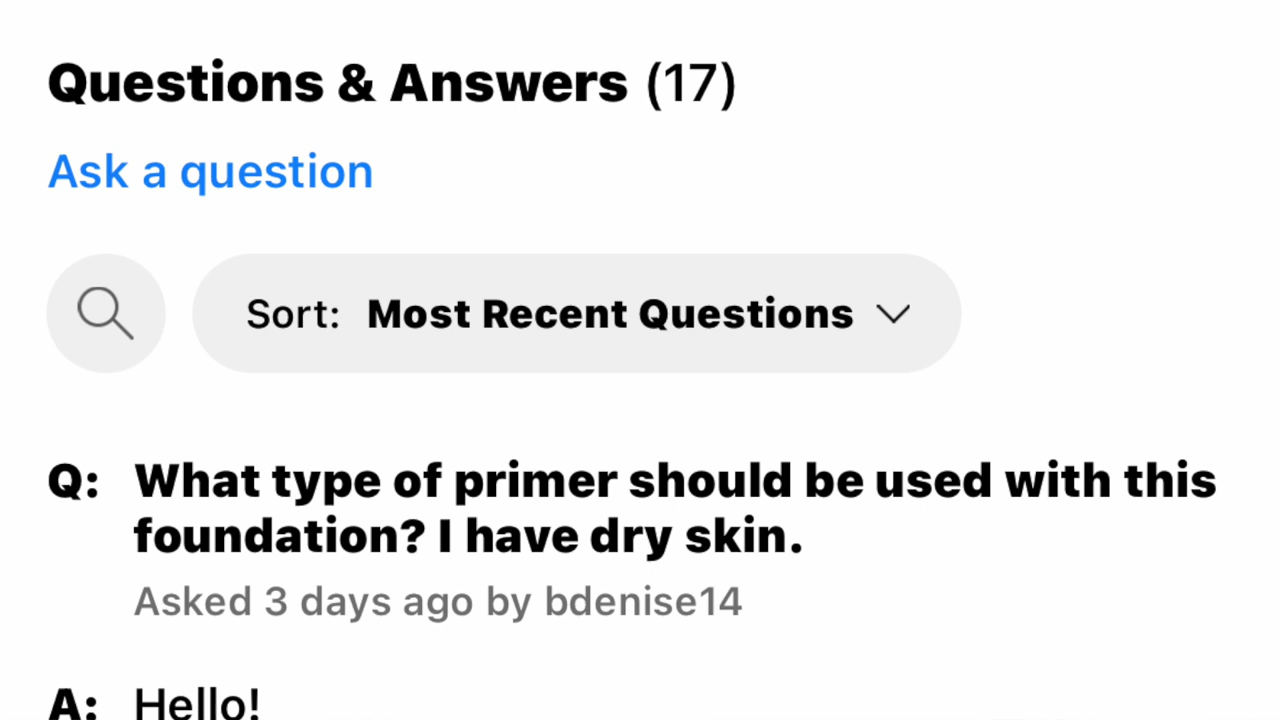 Questions & Answers (17)
Ask a question
Sort: Most Recent Questions
Q: What type of primer should be used with this
foundation? I have dry skin.
Asked 3 days ago by bdenise14
A: Hello!